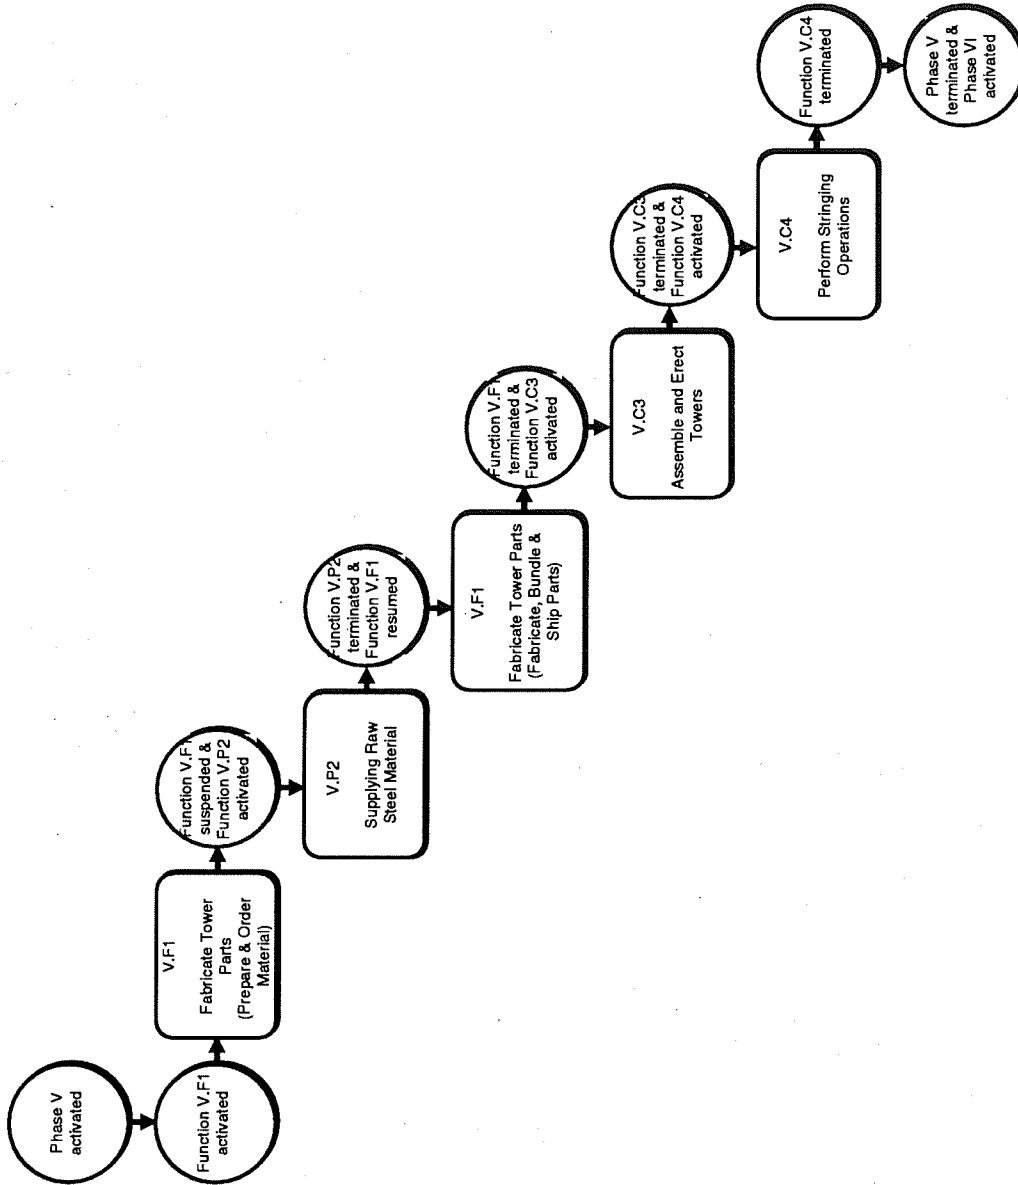 Phase V
activated
Function V.F1
activated
V.F1
Fabricate Tower
Parts
(Prepare & Order
Material)
Function V.F1
suspended &
Function V.P2
activated
V.P2
Supplying Raw
Steel Material
Function V.P2
terminated &
Function V.F1
resumed
V.F1
Fabricate Tower Parts
(Fabricate, Bundle &
Ship Parts)
Function V.F1
terminated &
Function V.C3
activated
V.C3
Assemble and Erect
Towers
Function V.C3
terminated &
Function V.C4
activated
V.C4
Perform Stringing
Operations
Function V.C4
terminated
Phase V
terminated &
Phase VI
activated